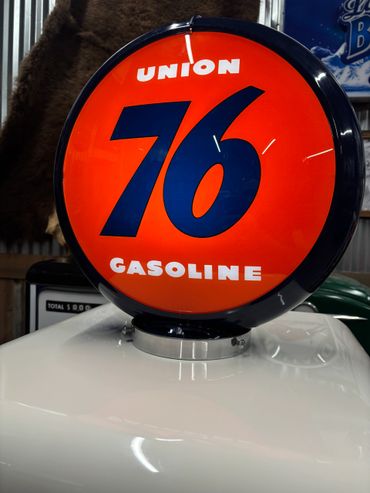 UNION
76
GASOLINE
TOTAL $